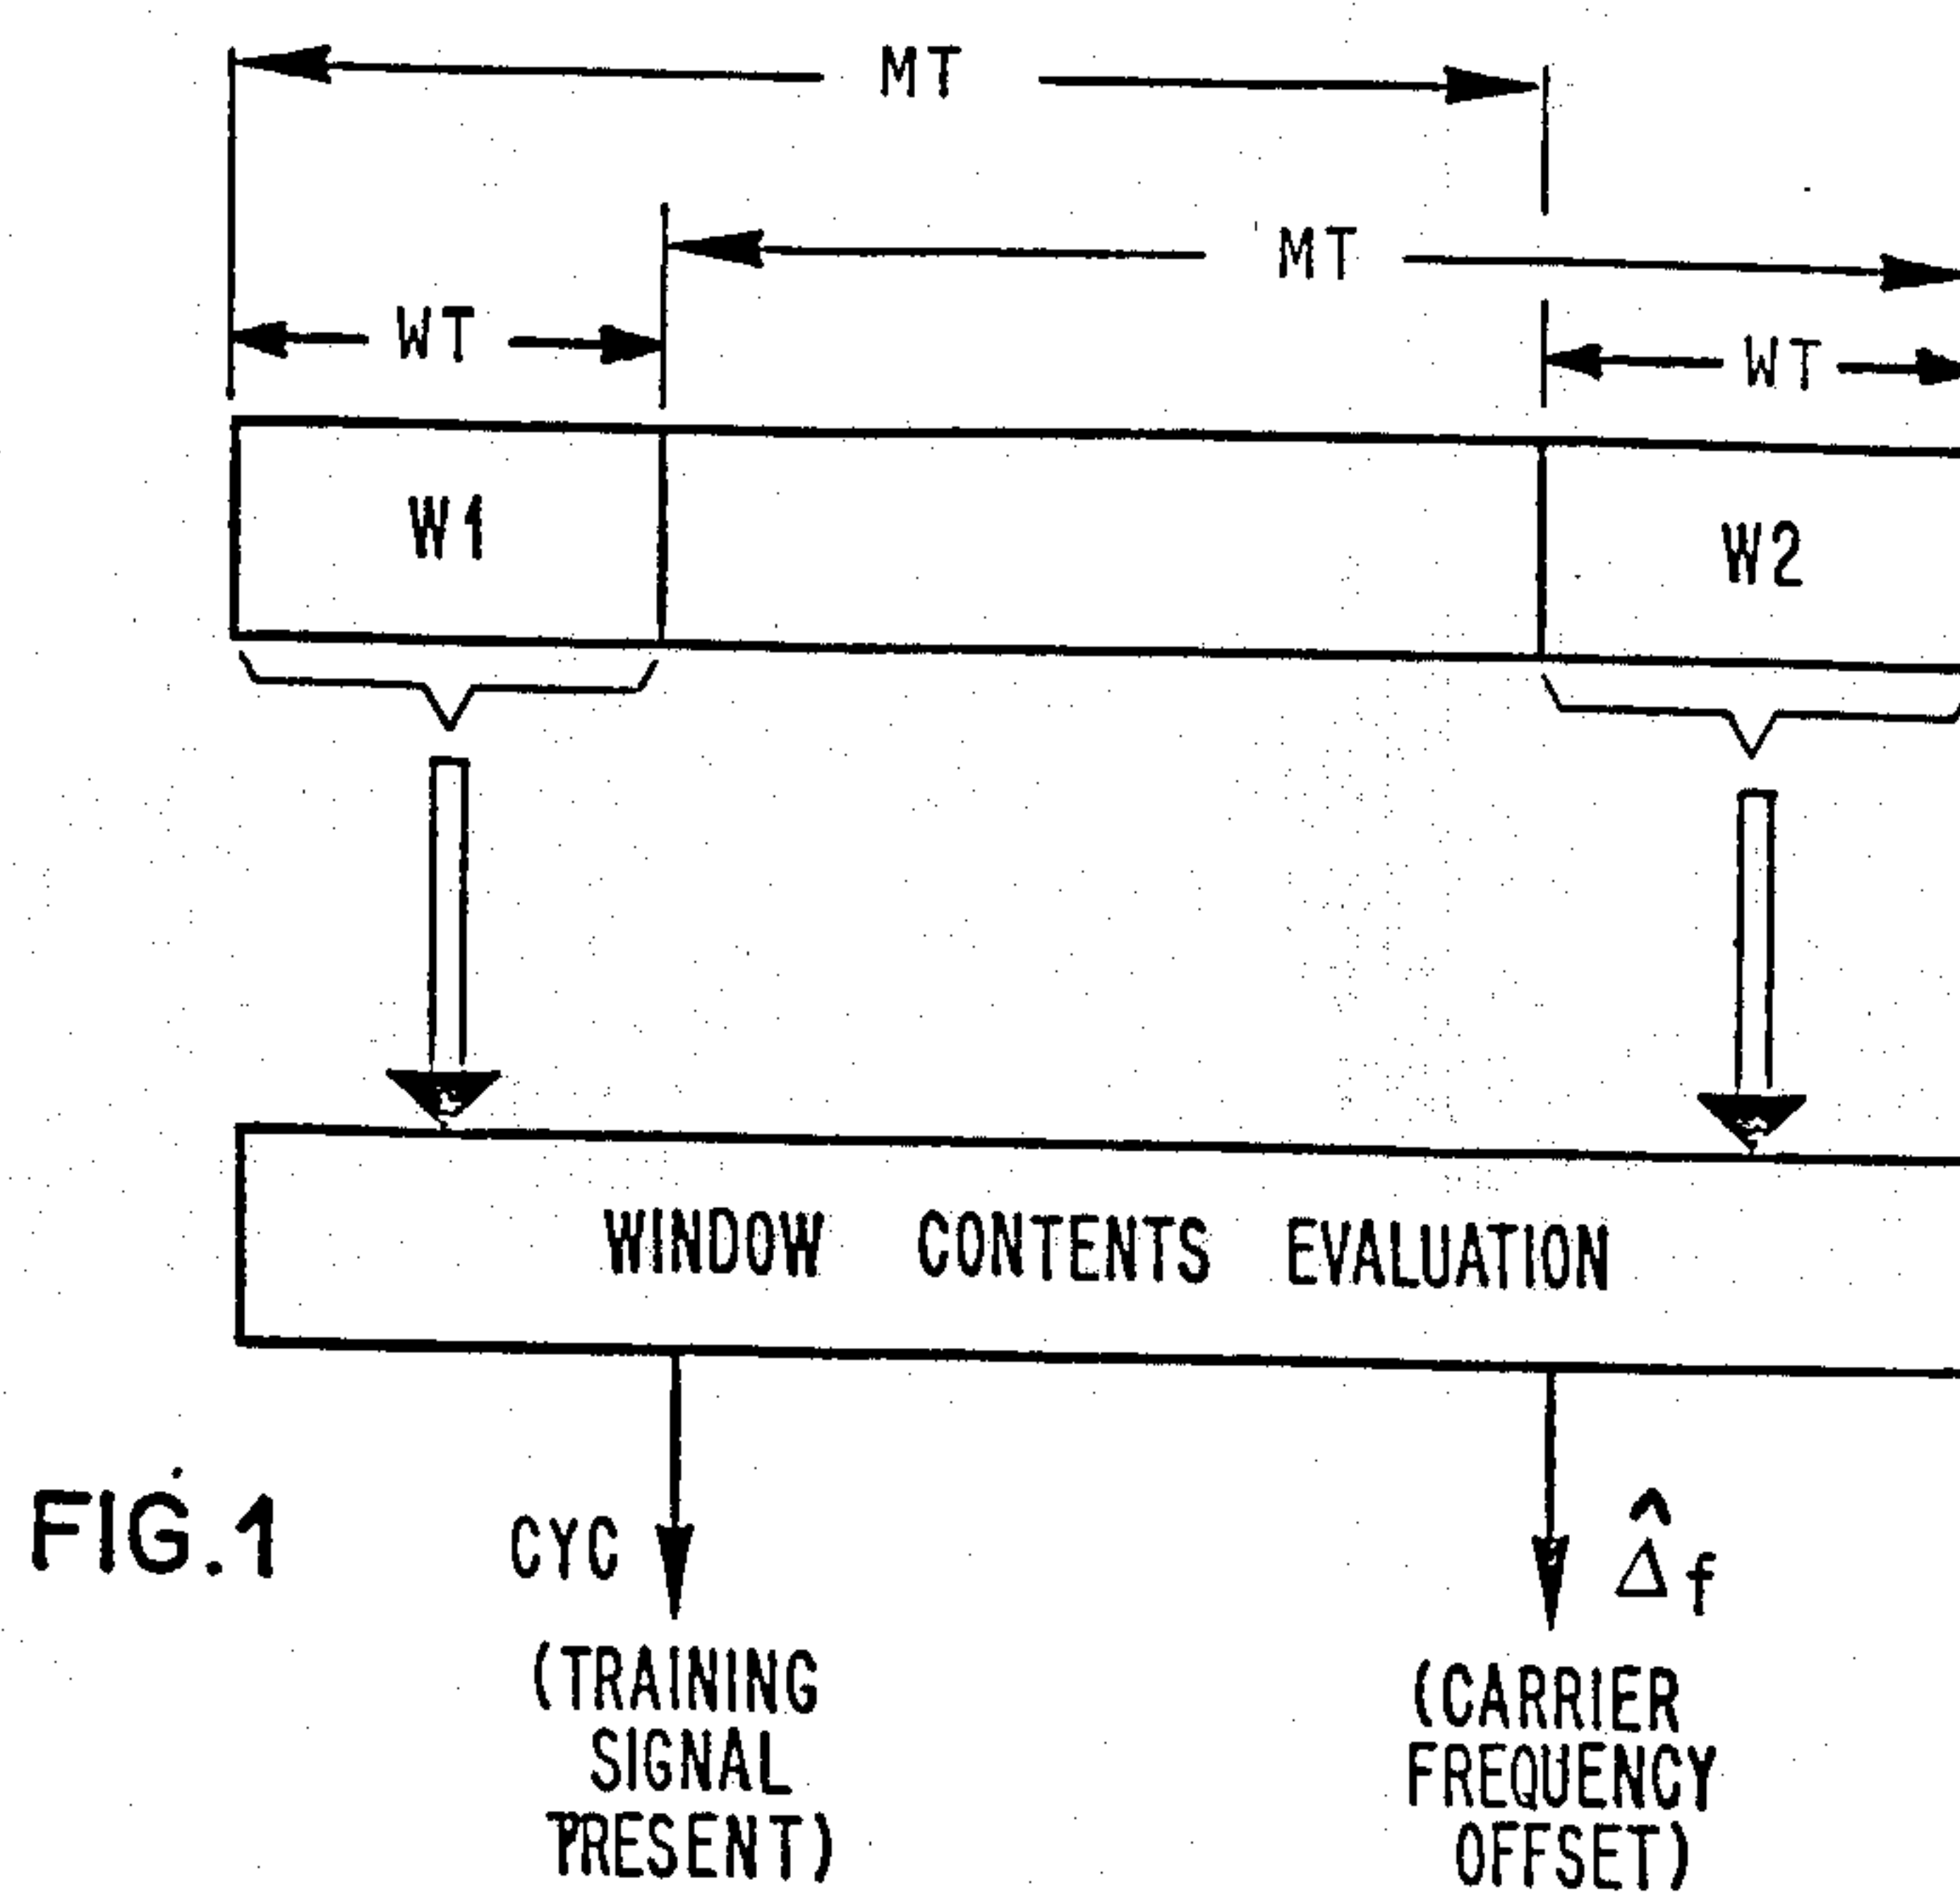 MT
MT
WT
WT
W1
W2
WINDOW CONTENTS EVALUATION
FIG.1
CYC
Δ̂f
(TRAINING
SIGNAL
PRESENT)
(CARRIER
FREQUENCY
OFFSET)